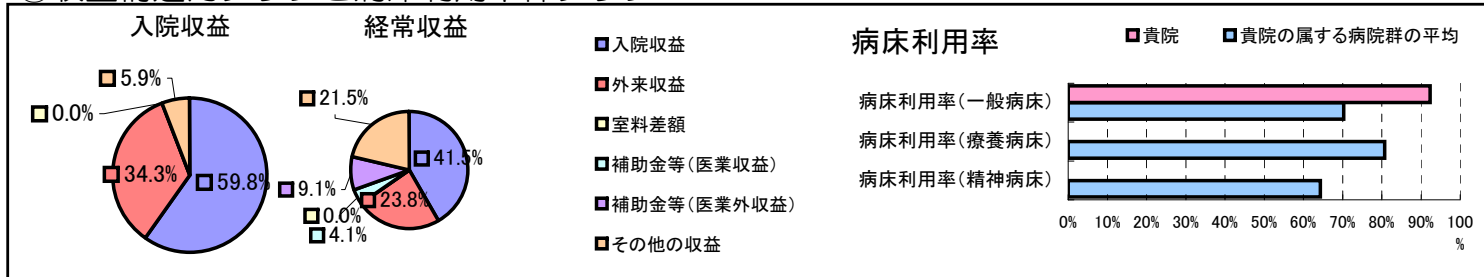 入院収益
5.9%
0.0%
34.3%
59.8%
経常収益
21.5%
41.5%
9.1%
23.8%
0.0%
4.1%
入院収益
外来収益
室料差額
補助金等(医業収益)
補助金等(医業外収益)
その他の収益
病床利用率
貴院
貴院の属する病院群の平均
病床利用率(一般病床)
病床利用率(療養病床)
病床利用率(精神病床)
0% 10% 20% 30% 40% 50% 60% 70% 80% 90% 100
%